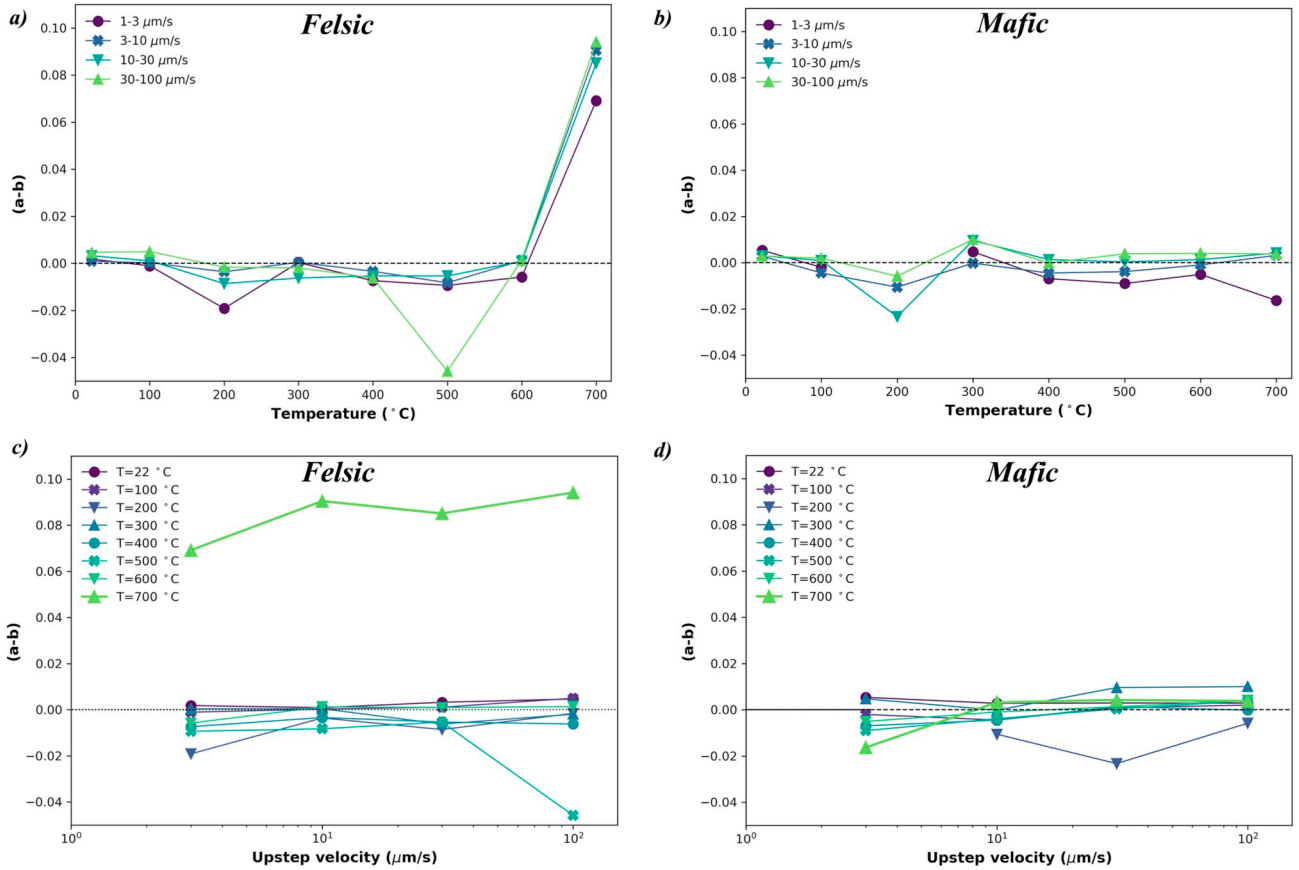 a)
Felsic
1-3 μm/s
3-10 μm/s
10-30 μm/s
30-100 μm/s
0.10
0.08
0.06
0.04
0.02
0.00
−0.02
−0.04
(a-b)
0 100 200 300 400 500 600 700
Temperature (°C)
b)
Mafic
1-3 μm/s
3-10 μm/s
10-30 μm/s
30-100 μm/s
0.10
0.08
0.06
0.04
0.02
0.00
−0.02
−0.04
(a-b)
0 100 200 300 400 500 600 700
Temperature (°C)
c)
Felsic
T=22 °C
T=100 °C
T=200 °C
T=300 °C
T=400 °C
T=500 °C
T=600 °C
T=700 °C
0.10
0.08
0.06
0.04
0.02
0.00
−0.02
−0.04
(a-b)
10⁰ 10¹ 10²
Upstep velocity (μm/s)
d)
Mafic
T=22 °C
T=100 °C
T=200 °C
T=300 °C
T=400 °C
T=500 °C
T=600 °C
T=700 °C
0.10
0.08
0.06
0.04
0.02
0.00
−0.02
−0.04
(a-b)
10⁰ 10¹ 10²
Upstep velocity (μm/s)